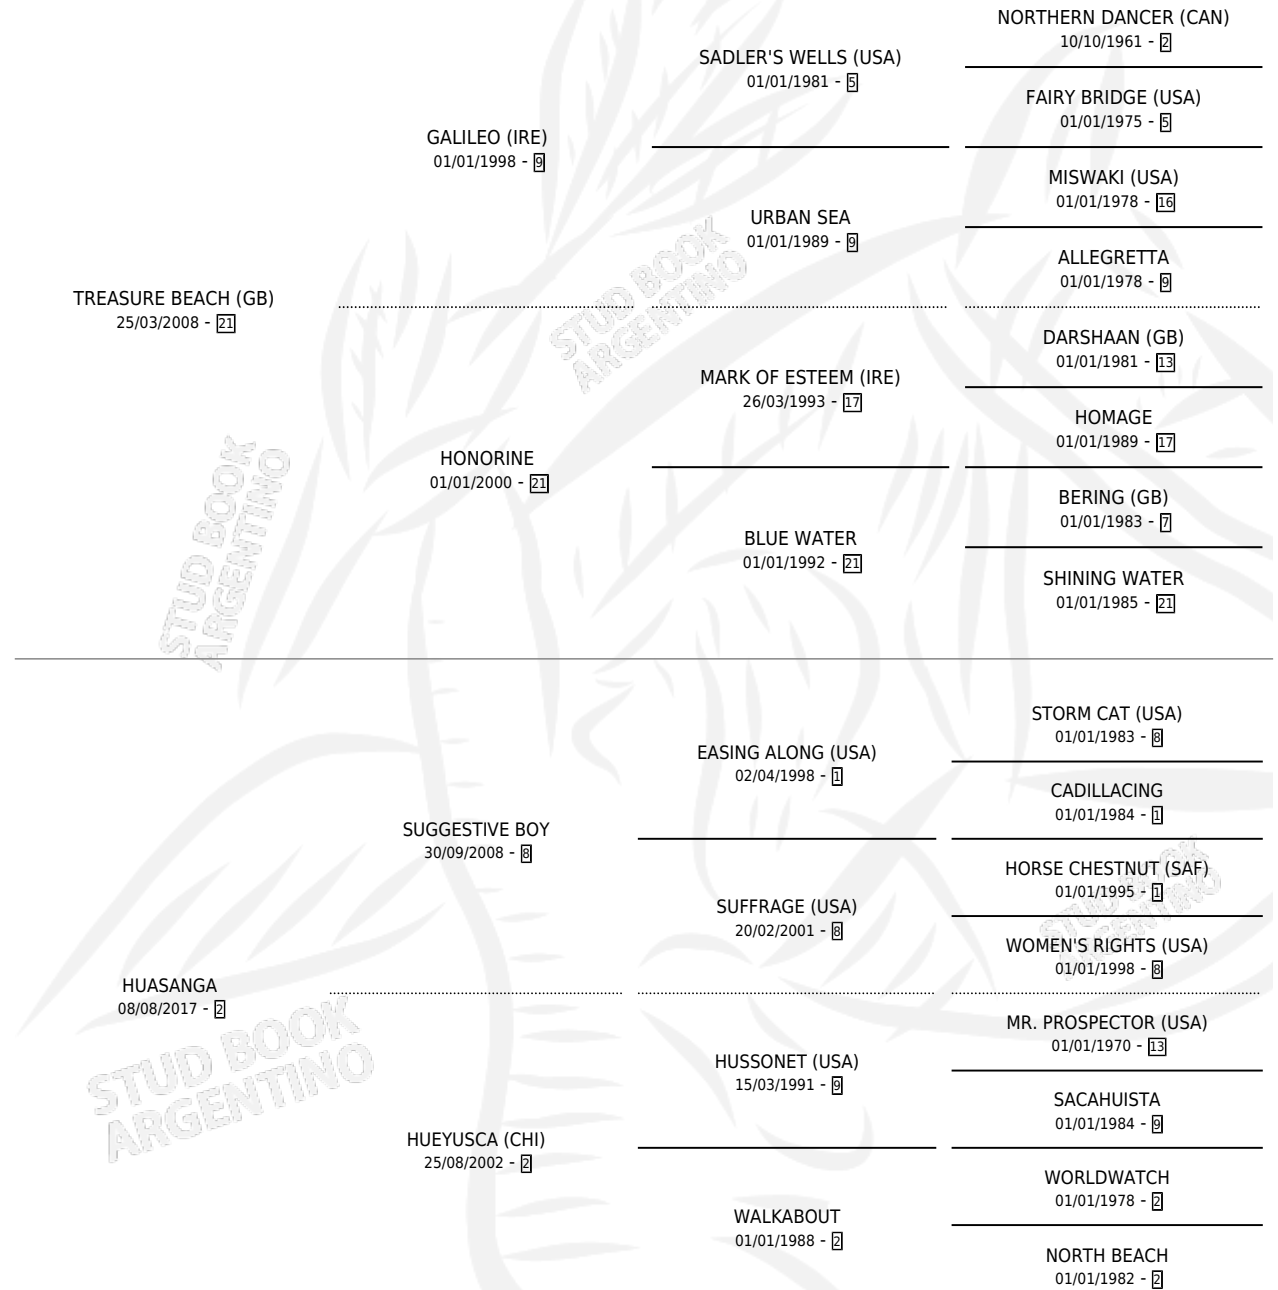 NORTHERN DANCER (CAN)
10/10/1961 - 2
SADLER'S WELLS (USA)
01/01/1981 - 5
FAIRY BRIDGE (USA)
01/01/1975 - 5
GALILEO (IRE)
01/01/1998 - 9
MISWAKI (USA)
01/01/1978 - 16
URBAN SEA
01/01/1989 - 9
ALLEGRETTA
01/01/1978 - 9
TREASURE BEACH (GB)
25/03/2008 - 21
STUD BOOK
ARGENTINO
DARSHAAN (GB)
01/01/1981 - 13
MARK OF ESTEEM (IRE)
26/03/1993 - 17
HOMAGE
01/01/1989 - 17
HONORINE
01/01/2000 - 21
BERING (GB)
01/01/1983 - 7
BLUE WATER
01/01/1992 - 21
SHINING WATER
01/01/1985 - 21
STUD BOOK
ARGENTINO
STORM CAT (USA)
01/01/1983 - 8
EASING ALONG (USA)
02/04/1998 - 1
CADILLACING
01/01/1984 - 1
SUGGESTIVE BOY
30/09/2008 - 8
HORSE CHESTNUT (SAF)
01/01/1995 - 1
SUFFRAGE (USA)
20/02/2001 - 8
WOMEN'S RIGHTS (USA)
01/01/1998 - 8
STUD BOOK
ARGENTINO
HUASANGA
08/08/2017 - 2
STUD BOOK
ARGENTINO
MR. PROSPECTOR (USA)
01/01/1970 - 13
HUSSONET (USA)
15/03/1991 - 9
SACAHUISTA
01/01/1984 - 9
HUEYUSCA (CHI)
25/08/2002 - 2
WORLDWATCH
01/01/1978 - 2
WALKABOUT
01/01/1988 - 2
NORTH BEACH
01/01/1982 - 2